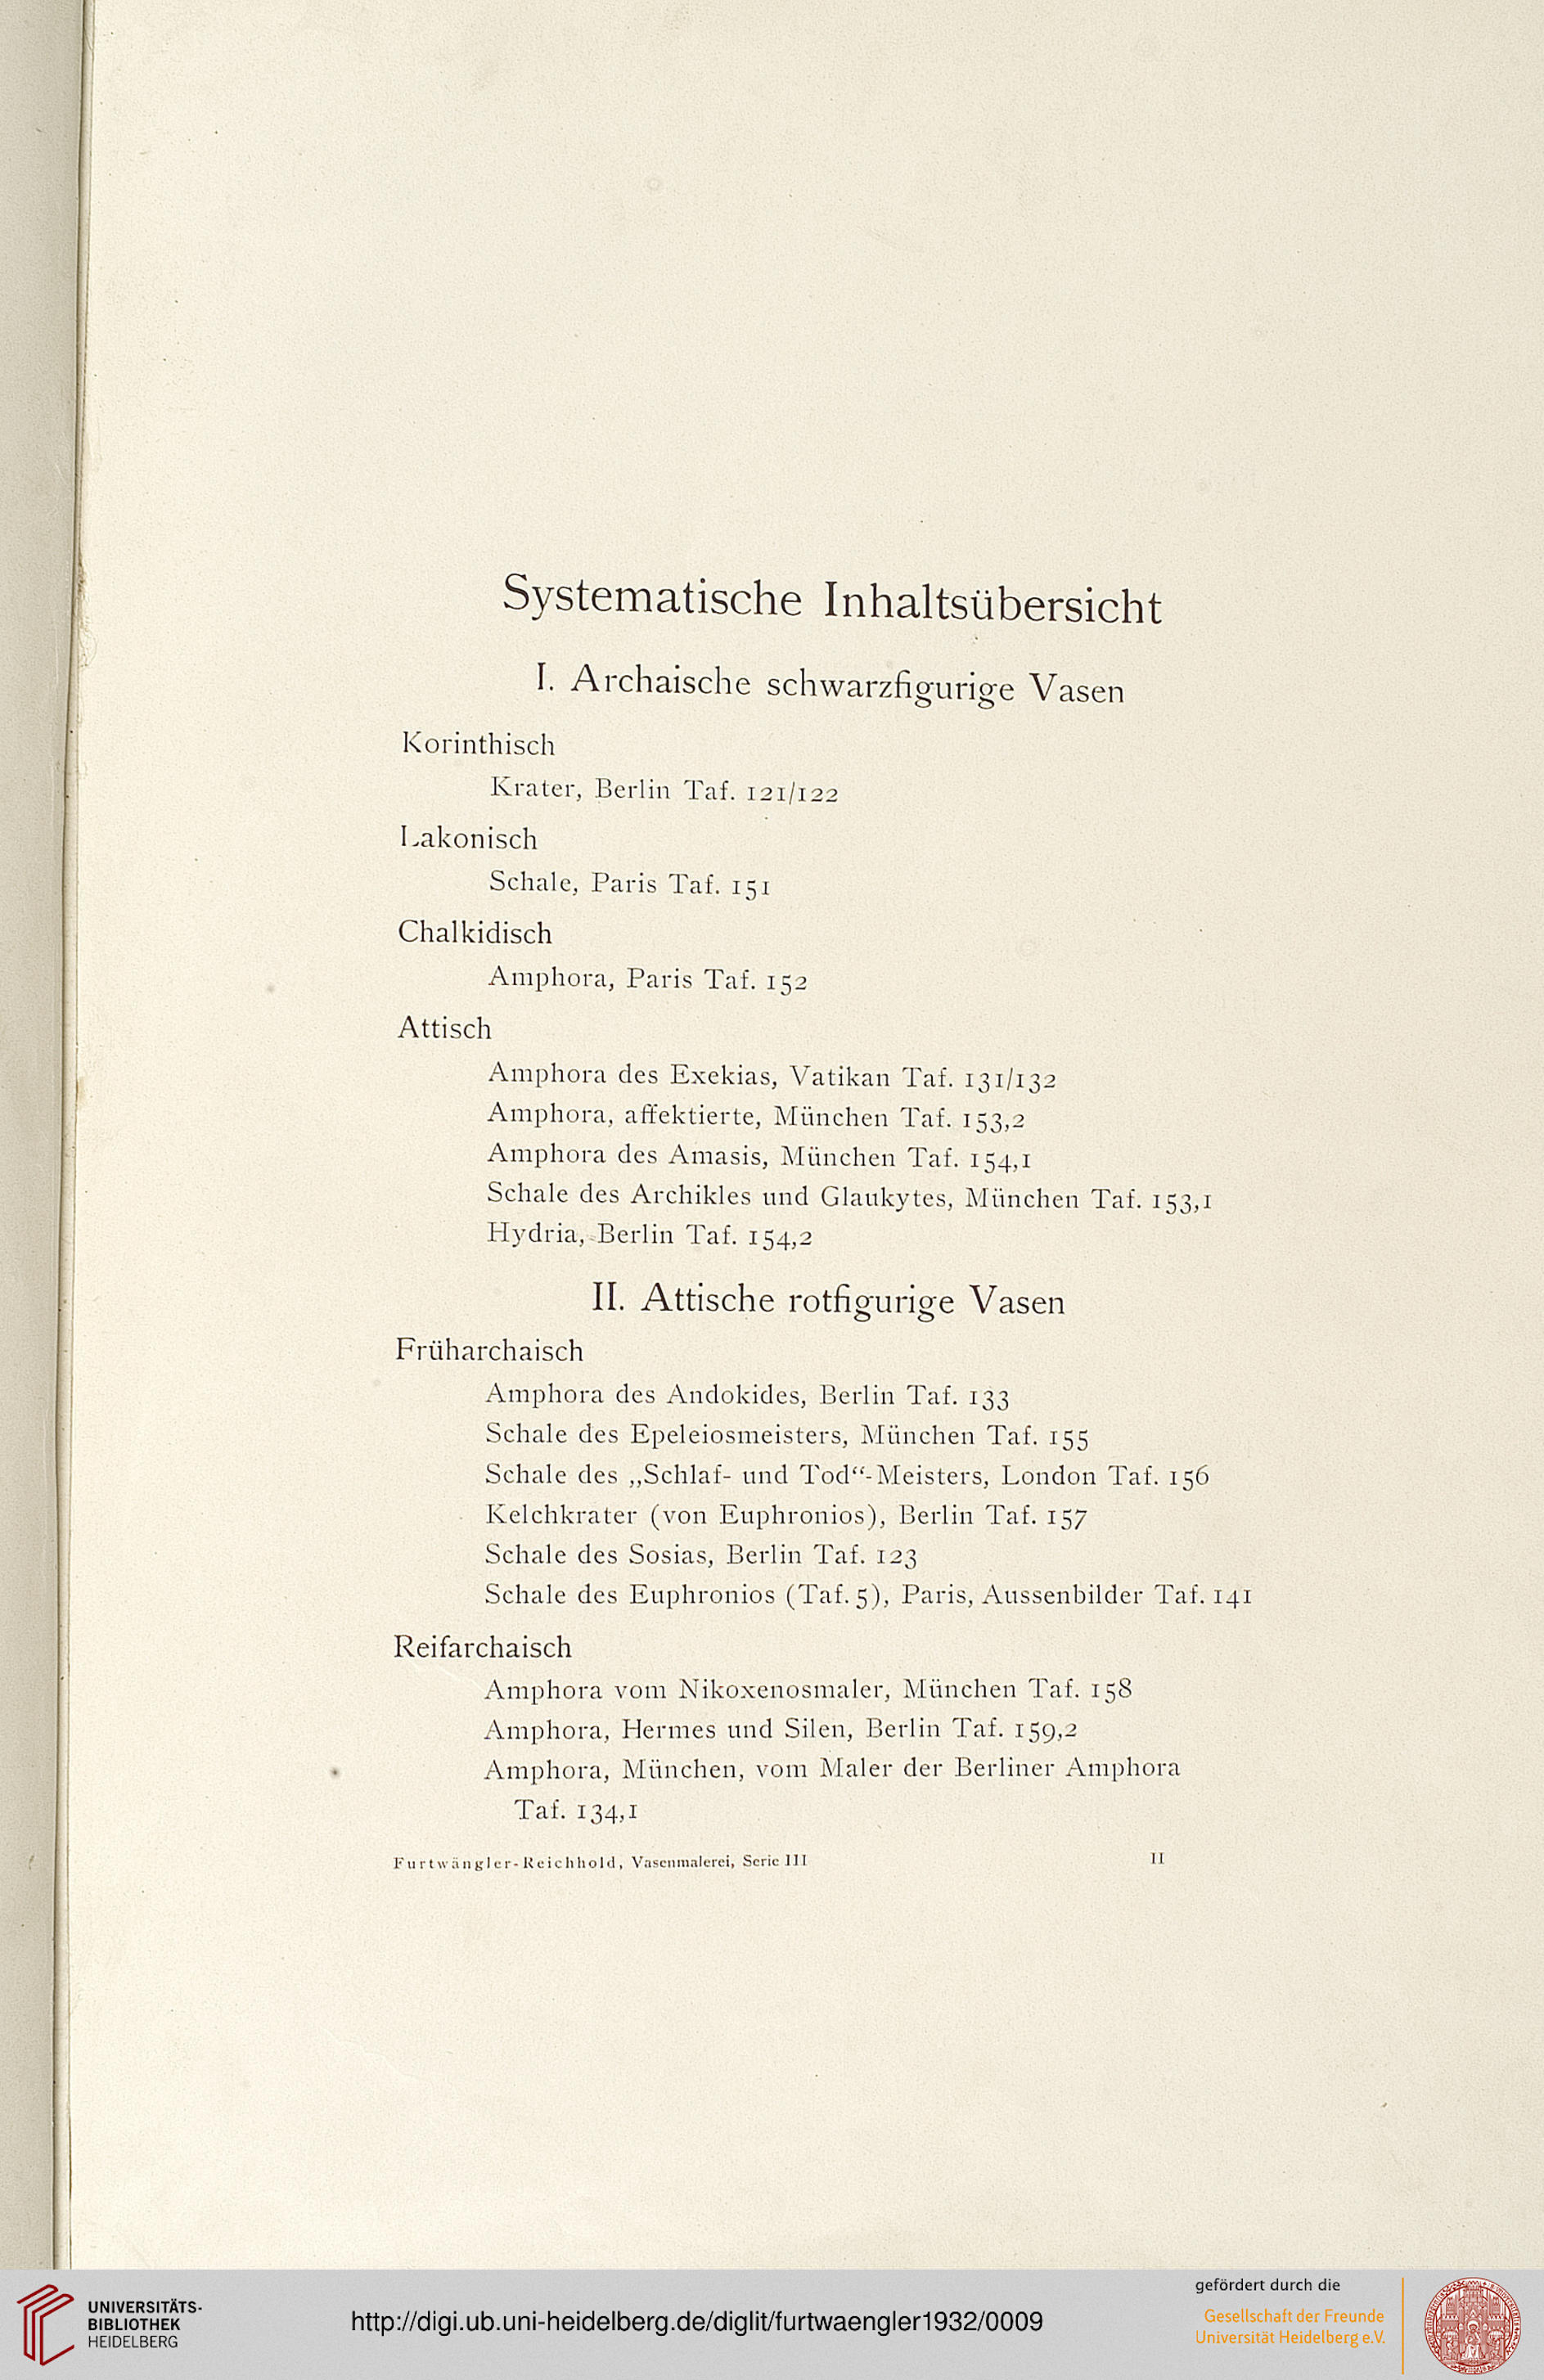 Systematische Inhaltsübersicht
I. Archaische schwarzfigurige Vasen
Korinthisch
Krater, Berlin Taf. 121/122
Lakonisch
Schale, Paris Taf. 151
Chalkidisch
Amphora, Paris Taf. 152
Attisch
Amphora des Exekias, Vatikan Taf. 131/132
Amphora, affektierte, München Taf. 153,2
Amphora des Amasis, München Taf. 154,1
Schale des Archikles und Glaukytes, München Taf. 153,1
Hydria, Berlin Taf. 154,2
II. Attische rotfigurige Vasen
Früharchaisch
Amphora des Andokides, Berlin Taf. 133
Schale des Epeleiosmeisters, München Taf. 155
Schale des „Schlaf- und Tod“-Meisters, London Taf. 156
Kelchkrater (von Euphronios), Berlin Taf. 157
Schale des Sosias, Berlin Taf. 123
Schale des Euphronios (Taf. 5), Paris, Aussenbilder Taf. 141
Reifarchaisch
Amphora vom Nikoxenosmaler, München Taf. 158
Amphora, Hermes und Silen, Berlin Taf. 159,2
Amphora, München, vom Maler der Berliner Amphora
Taf. 134,1
Furtwängler-Reichhold, Vasenmalerei, Serie III II
UNIVERSITÄTS-
BIBLIOTHEK
HEIDELBERG
http://digi.ub.uni-heidelberg.de/diglit/furtwaengler1932/0009
gefördert durch die
Gesellschaft der Freunde
Universität Heidelberg e.V.